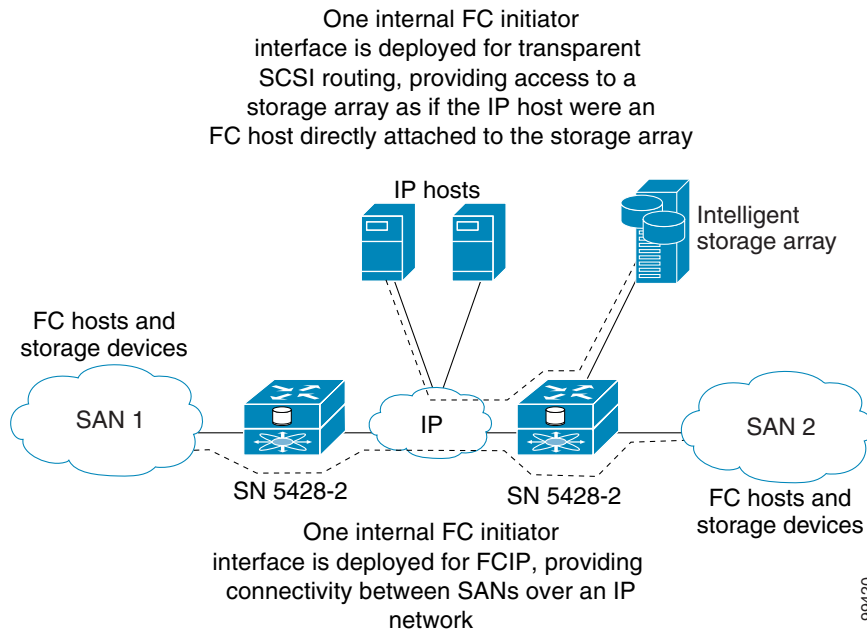 One internal FC initiator
interface is deployed for transparent
SCSI routing, providing access to a
storage array as if the IP host were an
FC host directly attached to the storage array
IP hosts
Intelligent
storage array
FC hosts and
storage devices
SAN 1
IP
SAN 2
SN 5428-2
SN 5428-2
FC hosts and
storage devices
One internal FC initiator
interface is deployed for FCIP, providing
connectivity between SANs over an IP
network
99420